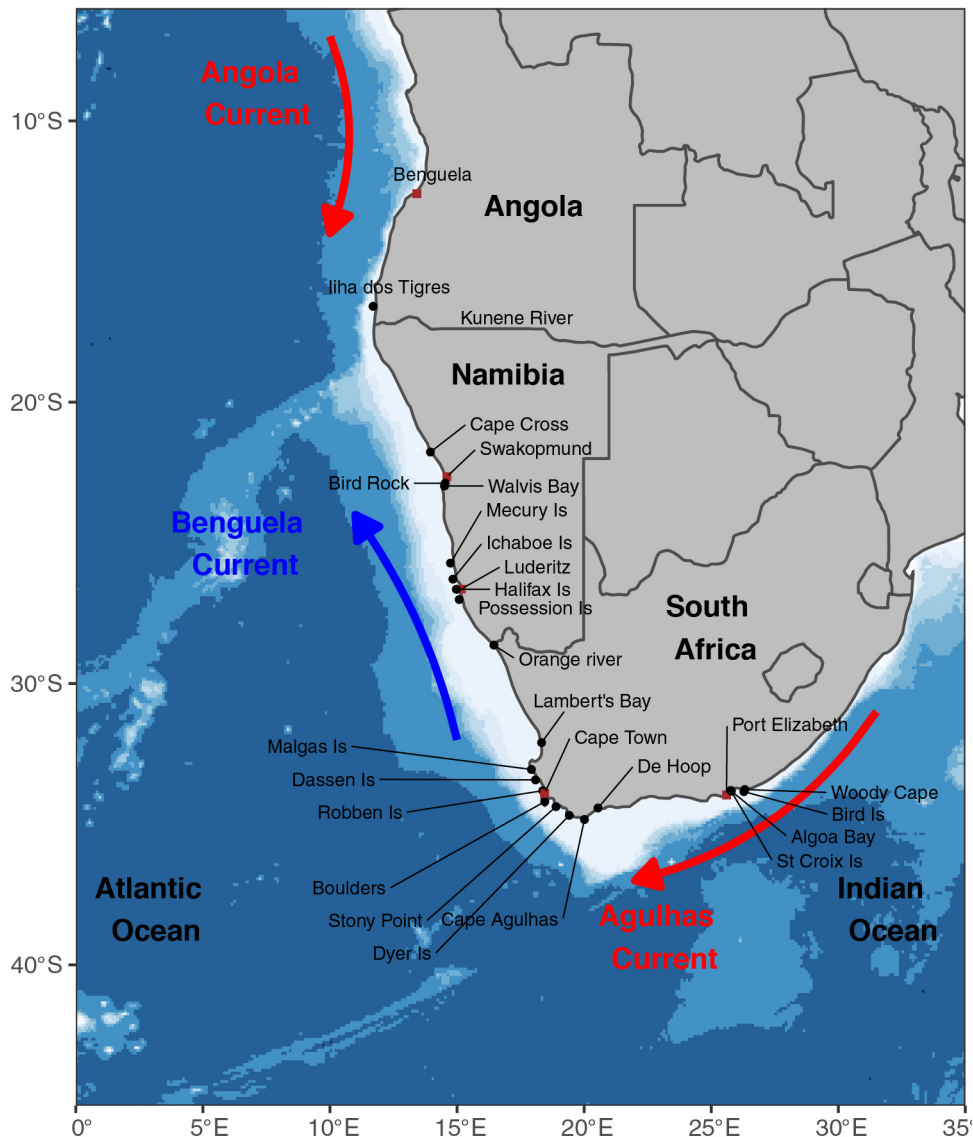 Angola
Current
10°S
Benguela
Angola
Iiha dos Tigres
Kunene River
Namibia
20°S
Cape Cross
Swakopmund
Bird Rock
Walvis Bay
Mecury Is
Benguela
Current
Ichaboe Is
Luderitz
Halifax Is
Possession Is
South
Africa
Orange river
30°S
Lambert's Bay
Port Elizabeth
Cape Town
Malgas Is
De Hoop
Dassen Is
Woody Cape
Robben Is
Bird Is
Algoa Bay
St Croix Is
Boulders
Atlantic
Ocean
Indian
Ocean
Stony Point
Cape Agulhas
Agulhas
Current
Dyer Is
40°S
0°
5°E
10°E
15°E
20°E
25°E
30°E
35°